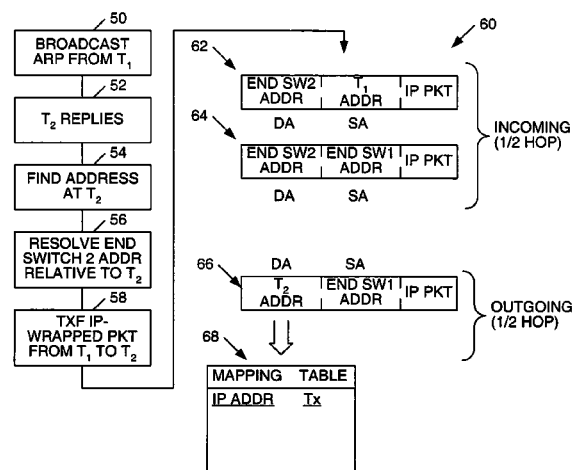 50
BROADCAST
ARP FROM T1
52
T2 REPLIES
54
FIND ADDRESS
AT T2
56
RESOLVE END
SWITCH 2 ADDR
RELATIVE TO T2
58
TXF IP-
WRAPPED PKT
FROM T1 TO T2
60
62
END SW2 ADDR T1 ADDR IP PKT
DA SA
64
END SW2 ADDR END SW1 ADDR IP PKT
DA SA
INCOMING
(1/2 HOP)
DA SA
66
T2 ADDR END SW1 ADDR IP PKT
OUTGOING
(1/2 HOP)
68
MAPPING TABLE
IP ADDR Tx